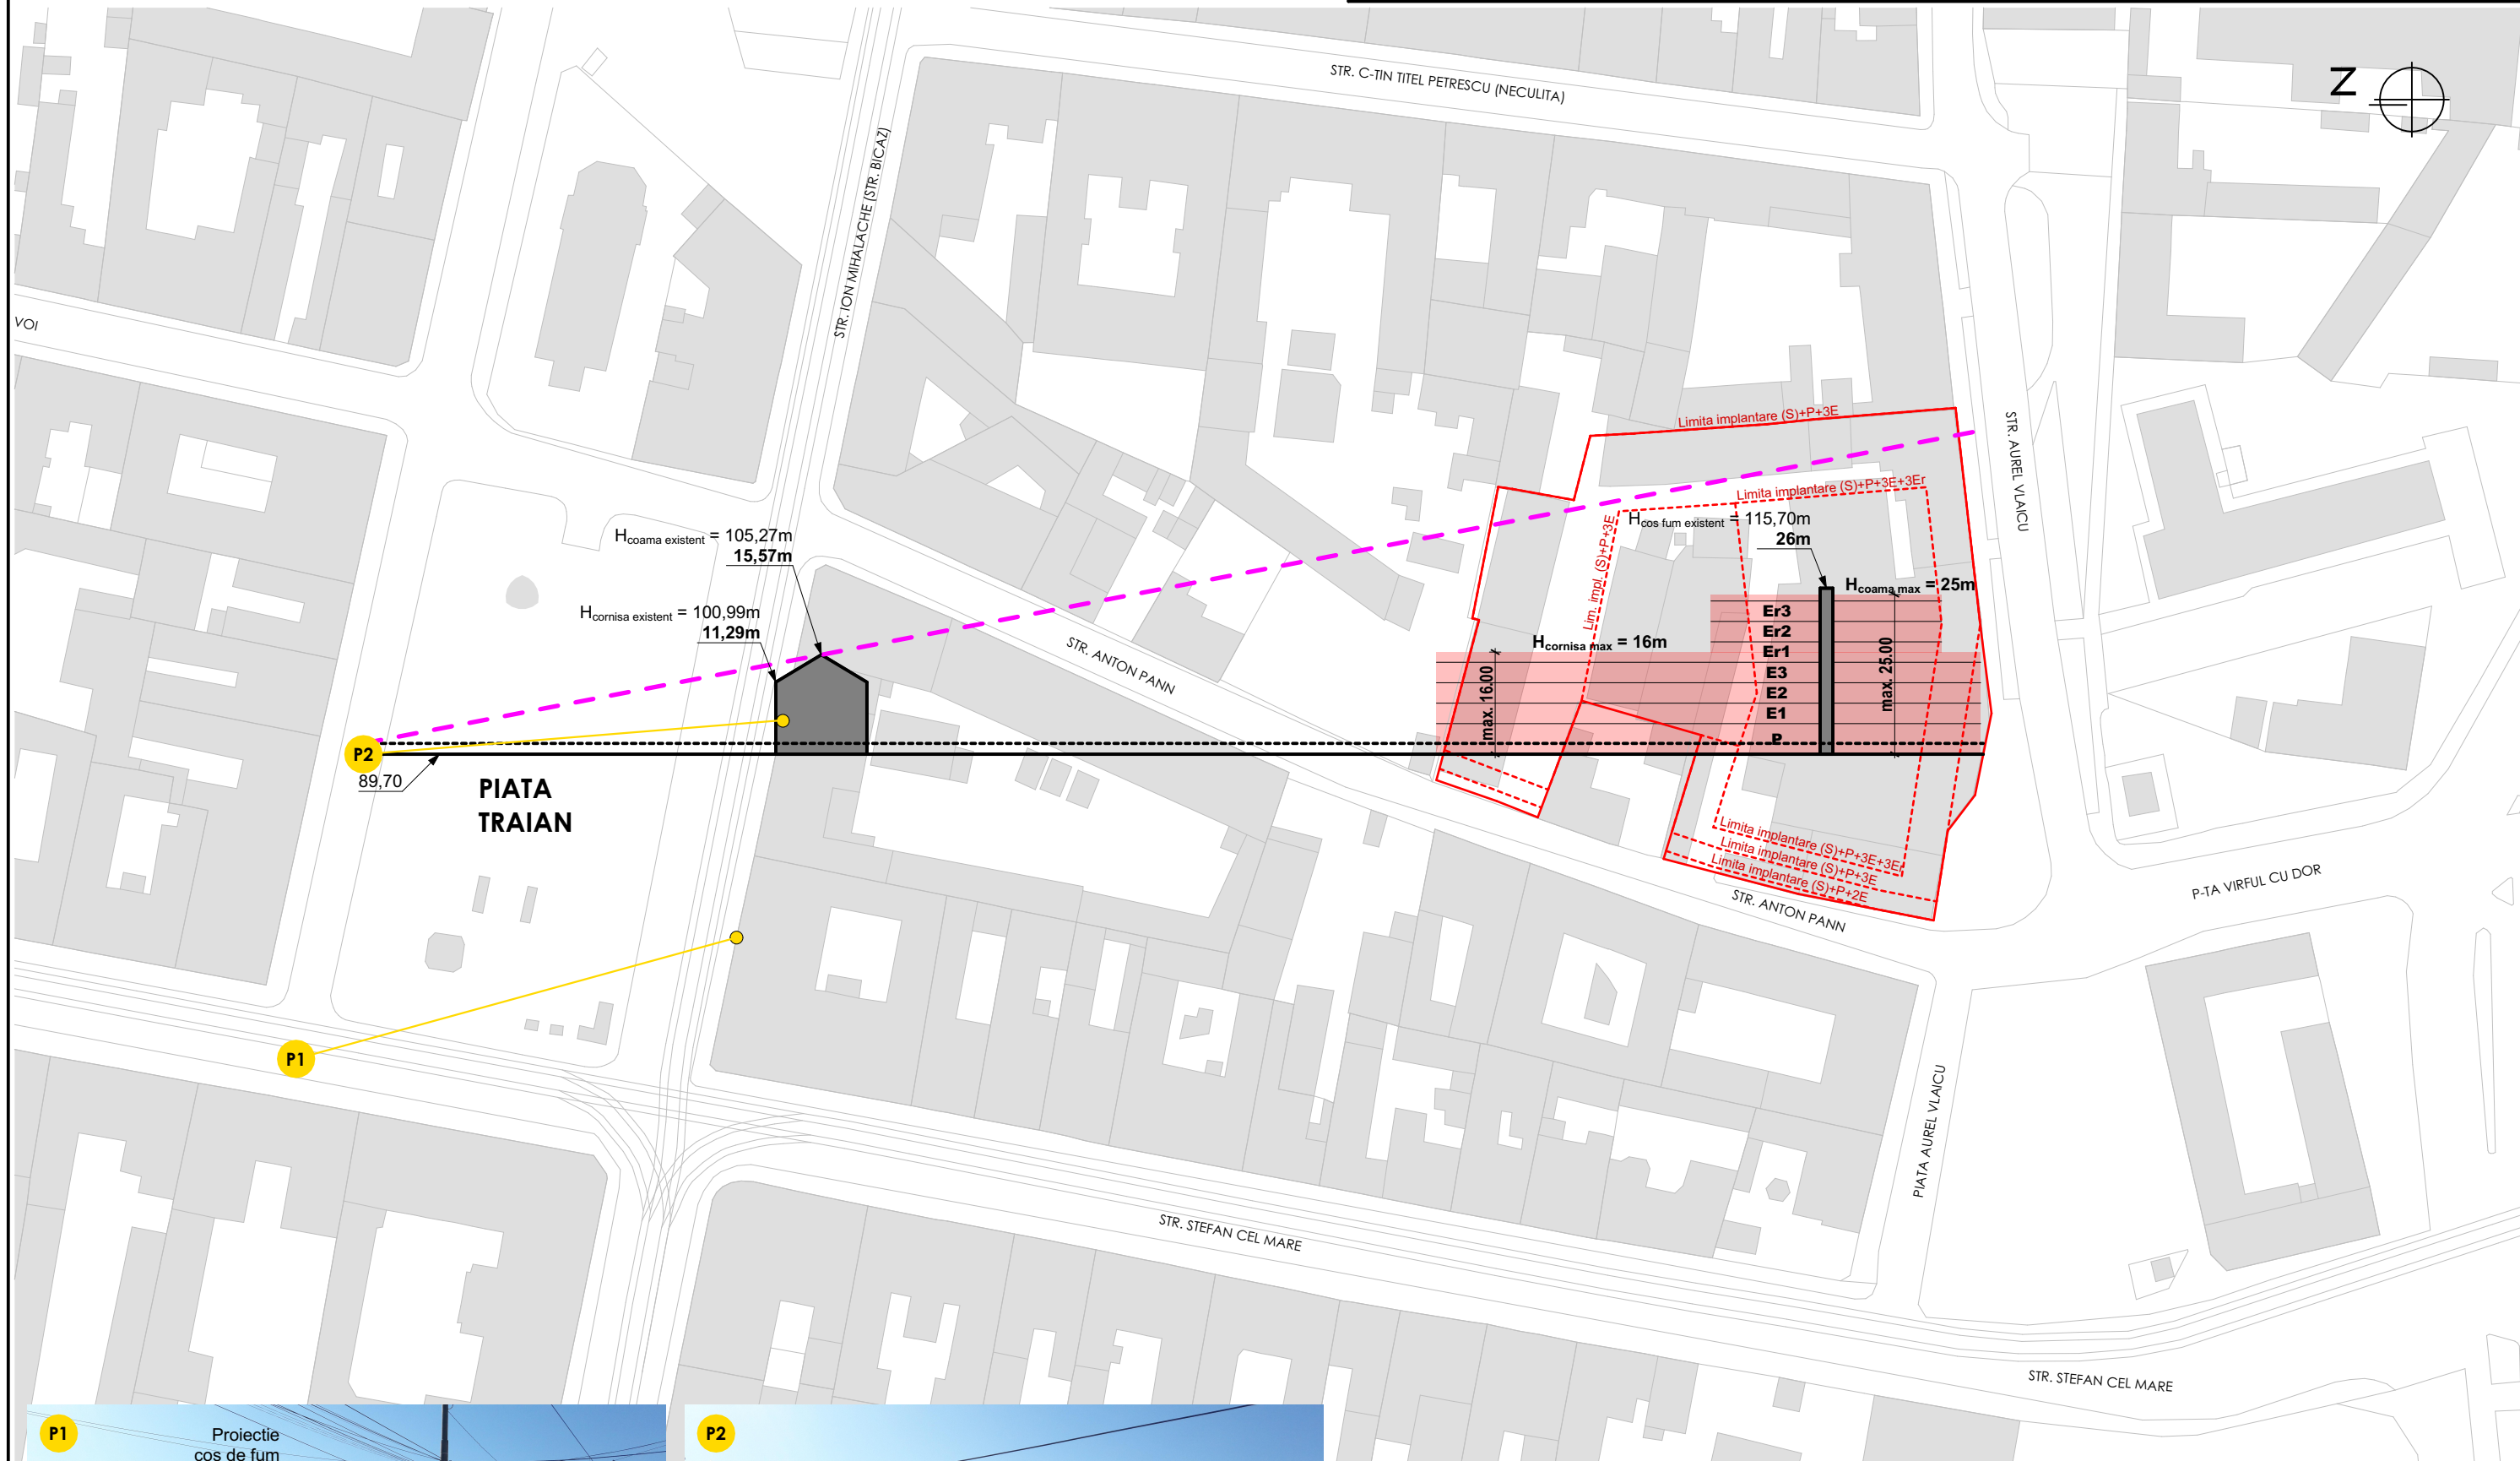 STR. C-TIN TITEL PETRESCU (NECULITA)
Z
STR. ION MIHALACHE (STR. BICAZ)
VOI
Limita implantare (S)+P+3E
STR. AUREL VLAICU
Limita implantare (S)+P+3E+3Er
Lim. impl. (S)+P+3E
Hcos fum existent = 115,70m
26m
Hcoama existent = 105,27m
15,57m
Hcoama max = 25m
Hcornisa existent = 100,99m
11,29m
Er3
Er2
Er1
E3
E2
E1
P
Hcornisa max = 16m
max. 16.00
max. 25.00
STR. ANTON PANN
P2
89,70
PIATA
TRAIAN
Limita implantare (S)+P+3E+3Er
Limita implantare (S)+P+3E
Limita implantare (S)+P+2E
STR. ANTON PANN
P-TA VIRFUL CU DOR
P1
PIATA AUREL VLAICU
STR. STEFAN CEL MARE
STR. STEFAN CEL MARE
P1
Proiectie
cos de fum
P2